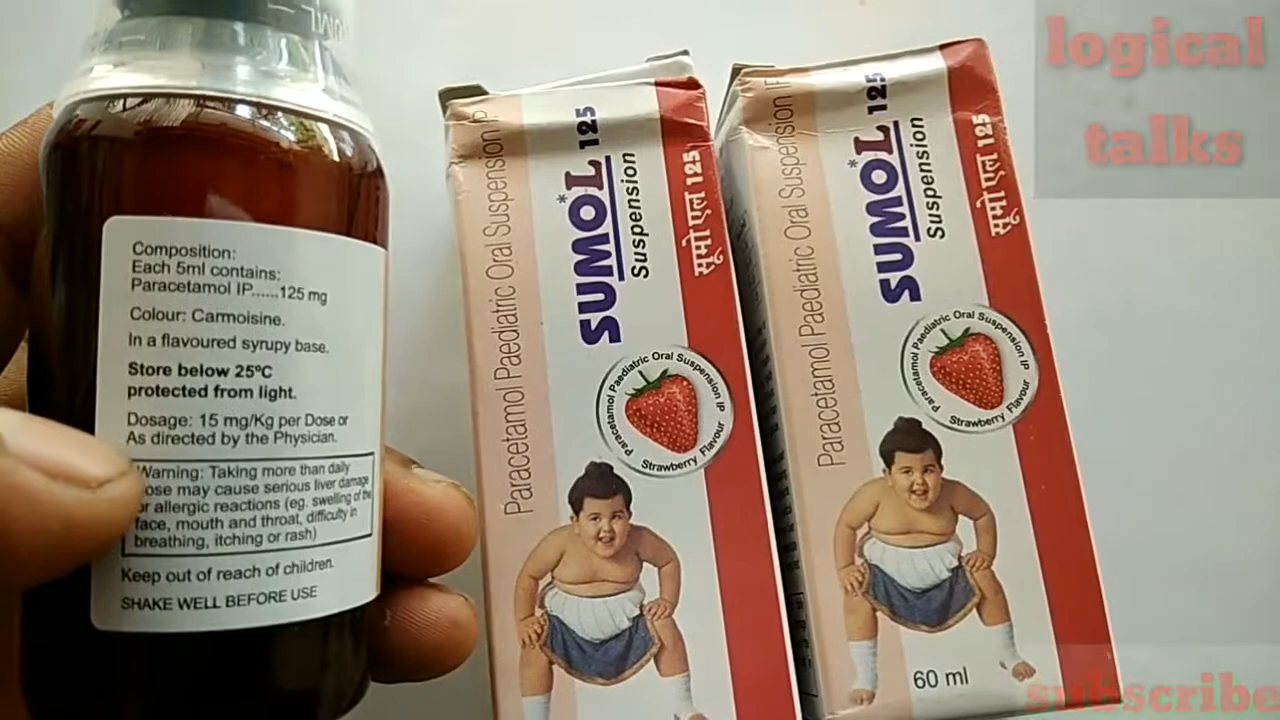 Composition:
Each 5ml contains:
Paracetamol IP......125 mg
Colour: Carmoisine.
In a flavoured syrupy base.
Store below 25ºC
protected from light.
Dosage: 15 mg/Kg per Dose or
As directed by the Physician.
Warning: Taking more than daily
may cause serious liver damage
or allergic reactions (eg. swelling of the
face, mouth and throat, difficulty in
breathing, itching or rash)
Keep out of reach of children.
SHAKE WELL BEFORE USE
Paracetamol Paediatric Oral Suspension IP
SUMO*L 125
Suspension
सूमो एल 125
Paracetamol Paediatric Oral Suspension IP
Strawberry Flavour
Paracetamol Paediatric Oral Suspension IP
SUMO*L 125
Suspension
सूमो एल 125
Paracetamol Paediatric Oral Suspension IP
Strawberry Flavour
60 ml
logical
talks
subscribe